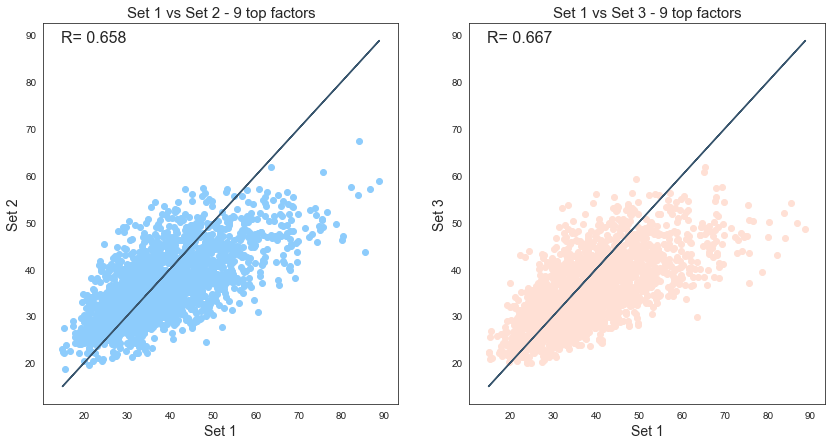 Set 1 vs Set 2 - 9 top factors
R= 0.658
90
80
70
60
50
40
30
20
Set 2
20 30 40 50 60 70 80 90
Set 1
Set 1 vs Set 3 - 9 top factors
R= 0.667
90
80
70
60
50
40
30
20
Set 3
20 30 40 50 60 70 80 90
Set 1